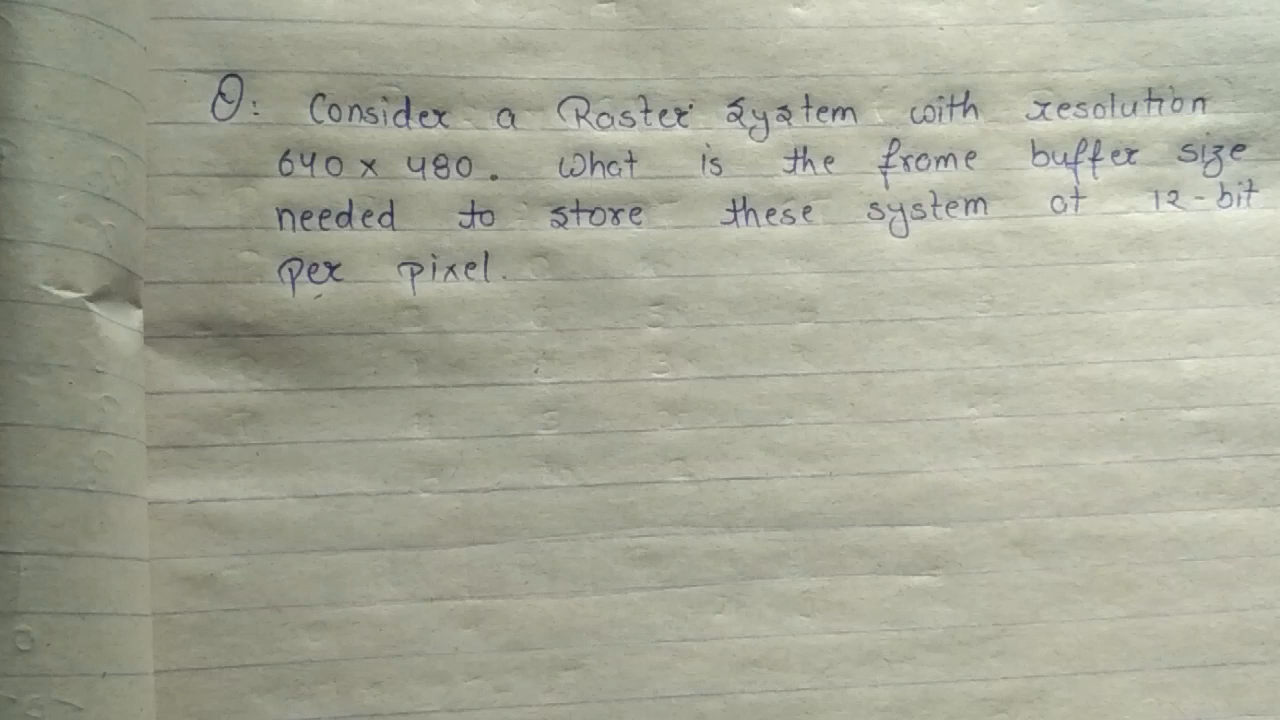 Q: Consider a Raster System with resolution
640 x 480. What is the frame buffer size
needed to store these system at 12-bit
per pixel.